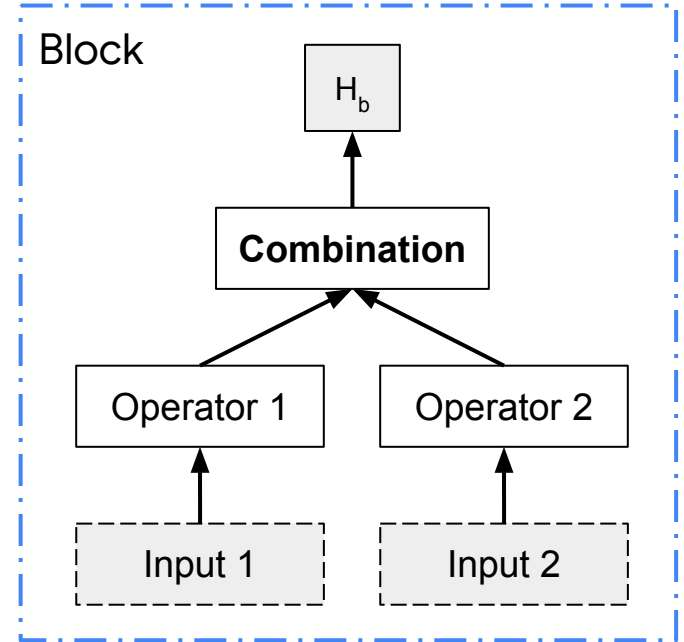 Block
H_b
Combination
Operator 1
Operator 2
Input 1
Input 2